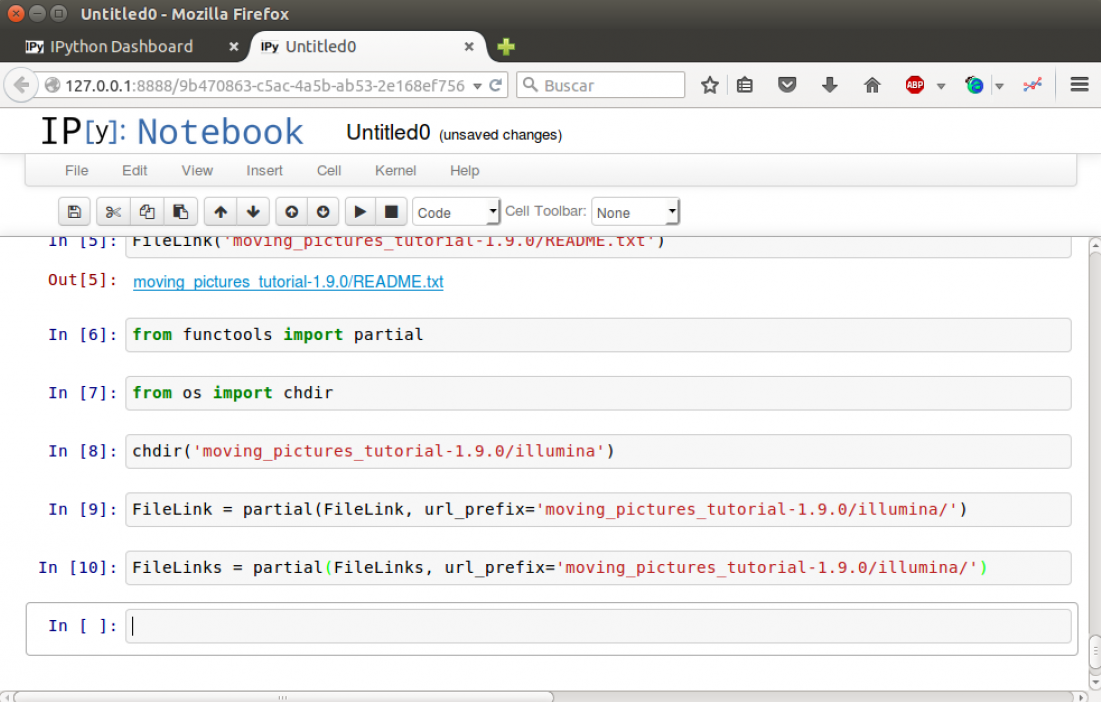 Untitled0 - Mozilla Firefox
IPy IPython Dashboard × IPy Untitled0 ×
127.0.0.1:8888/9b470863-c5ac-4a5b-ab53-2e168ef756 Buscar ABP
IP[y]: Notebook Untitled0 (unsaved changes)
File Edit View Insert Cell Kernel Help
Code Cell Toolbar: None
In [5]: FileLink('moving_pictures_tutorial-1.9.0/README.txt')
Out[5]: moving_pictures_tutorial-1.9.0/README.txt
In [6]: from functools import partial
In [7]: from os import chdir
In [8]: chdir('moving_pictures_tutorial-1.9.0/illumina')
In [9]: FileLink = partial(FileLink, url_prefix='moving_pictures_tutorial-1.9.0/illumina/')
In [10]: FileLinks = partial(FileLinks, url_prefix='moving_pictures_tutorial-1.9.0/illumina/')
In [ ]: